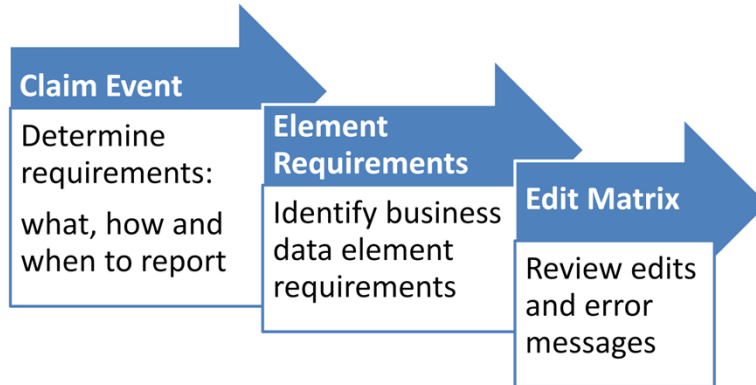 Claim Event
Determine
requirements:
what, how and
when to report
Element
Requirements
Identify business
data element
requirements
Edit Matrix
Review edits
and error
messages